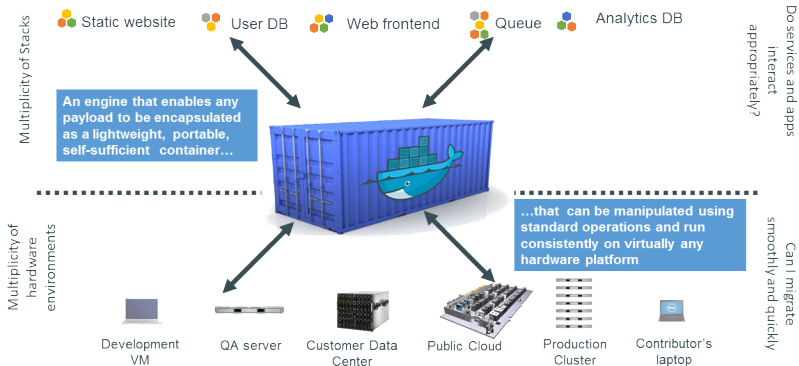 Static website
User DB
Web frontend
Queue
Analytics DB
Multiplicity of Stacks
Do services and apps
interact
appropriately?
An engine that enables any
payload to be encapsulated
as a lightweight, portable,
self-sufficient container…
…that can be manipulated using
standard operations and run
consistently on virtually any
hardware platform
Multiplicity of
hardware
environments
Can I migrate
smoothly and quickly
Development
VM
QA server
Customer Data
Center
Public Cloud
Production
Cluster
Contributor's
laptop